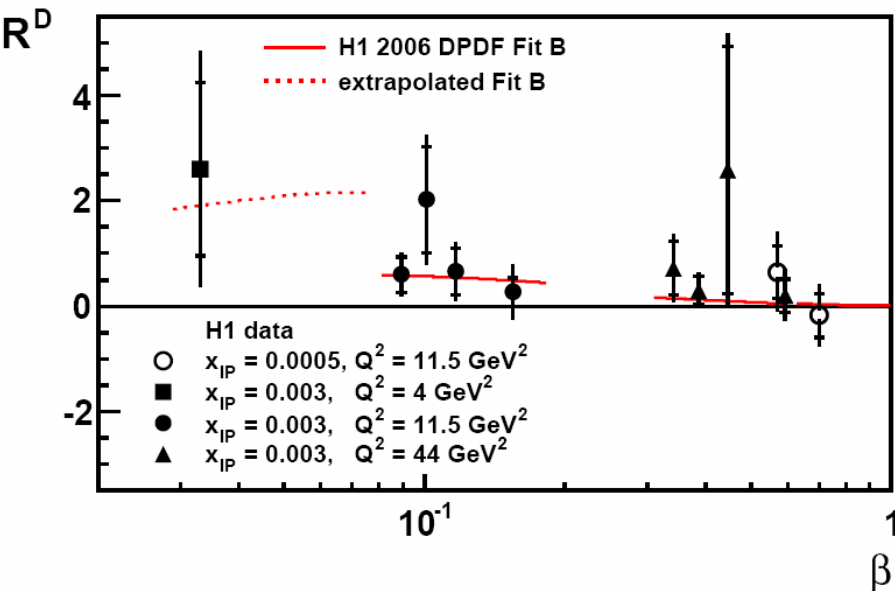 R^D
H1 2006 DPDF Fit B
extrapolated Fit B
4
2
0
-2
H1 data
x_IP = 0.0005, Q^2 = 11.5 GeV^2
x_IP = 0.003, Q^2 = 4 GeV^2
x_IP = 0.003, Q^2 = 11.5 GeV^2
x_IP = 0.003, Q^2 = 44 GeV^2
10^-1 1
β